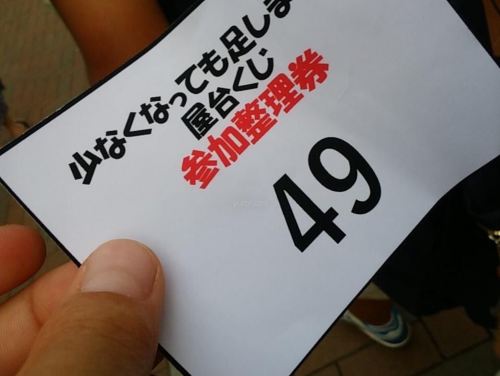 少なくなっても足しま
屋台くじ
参加整理券
49